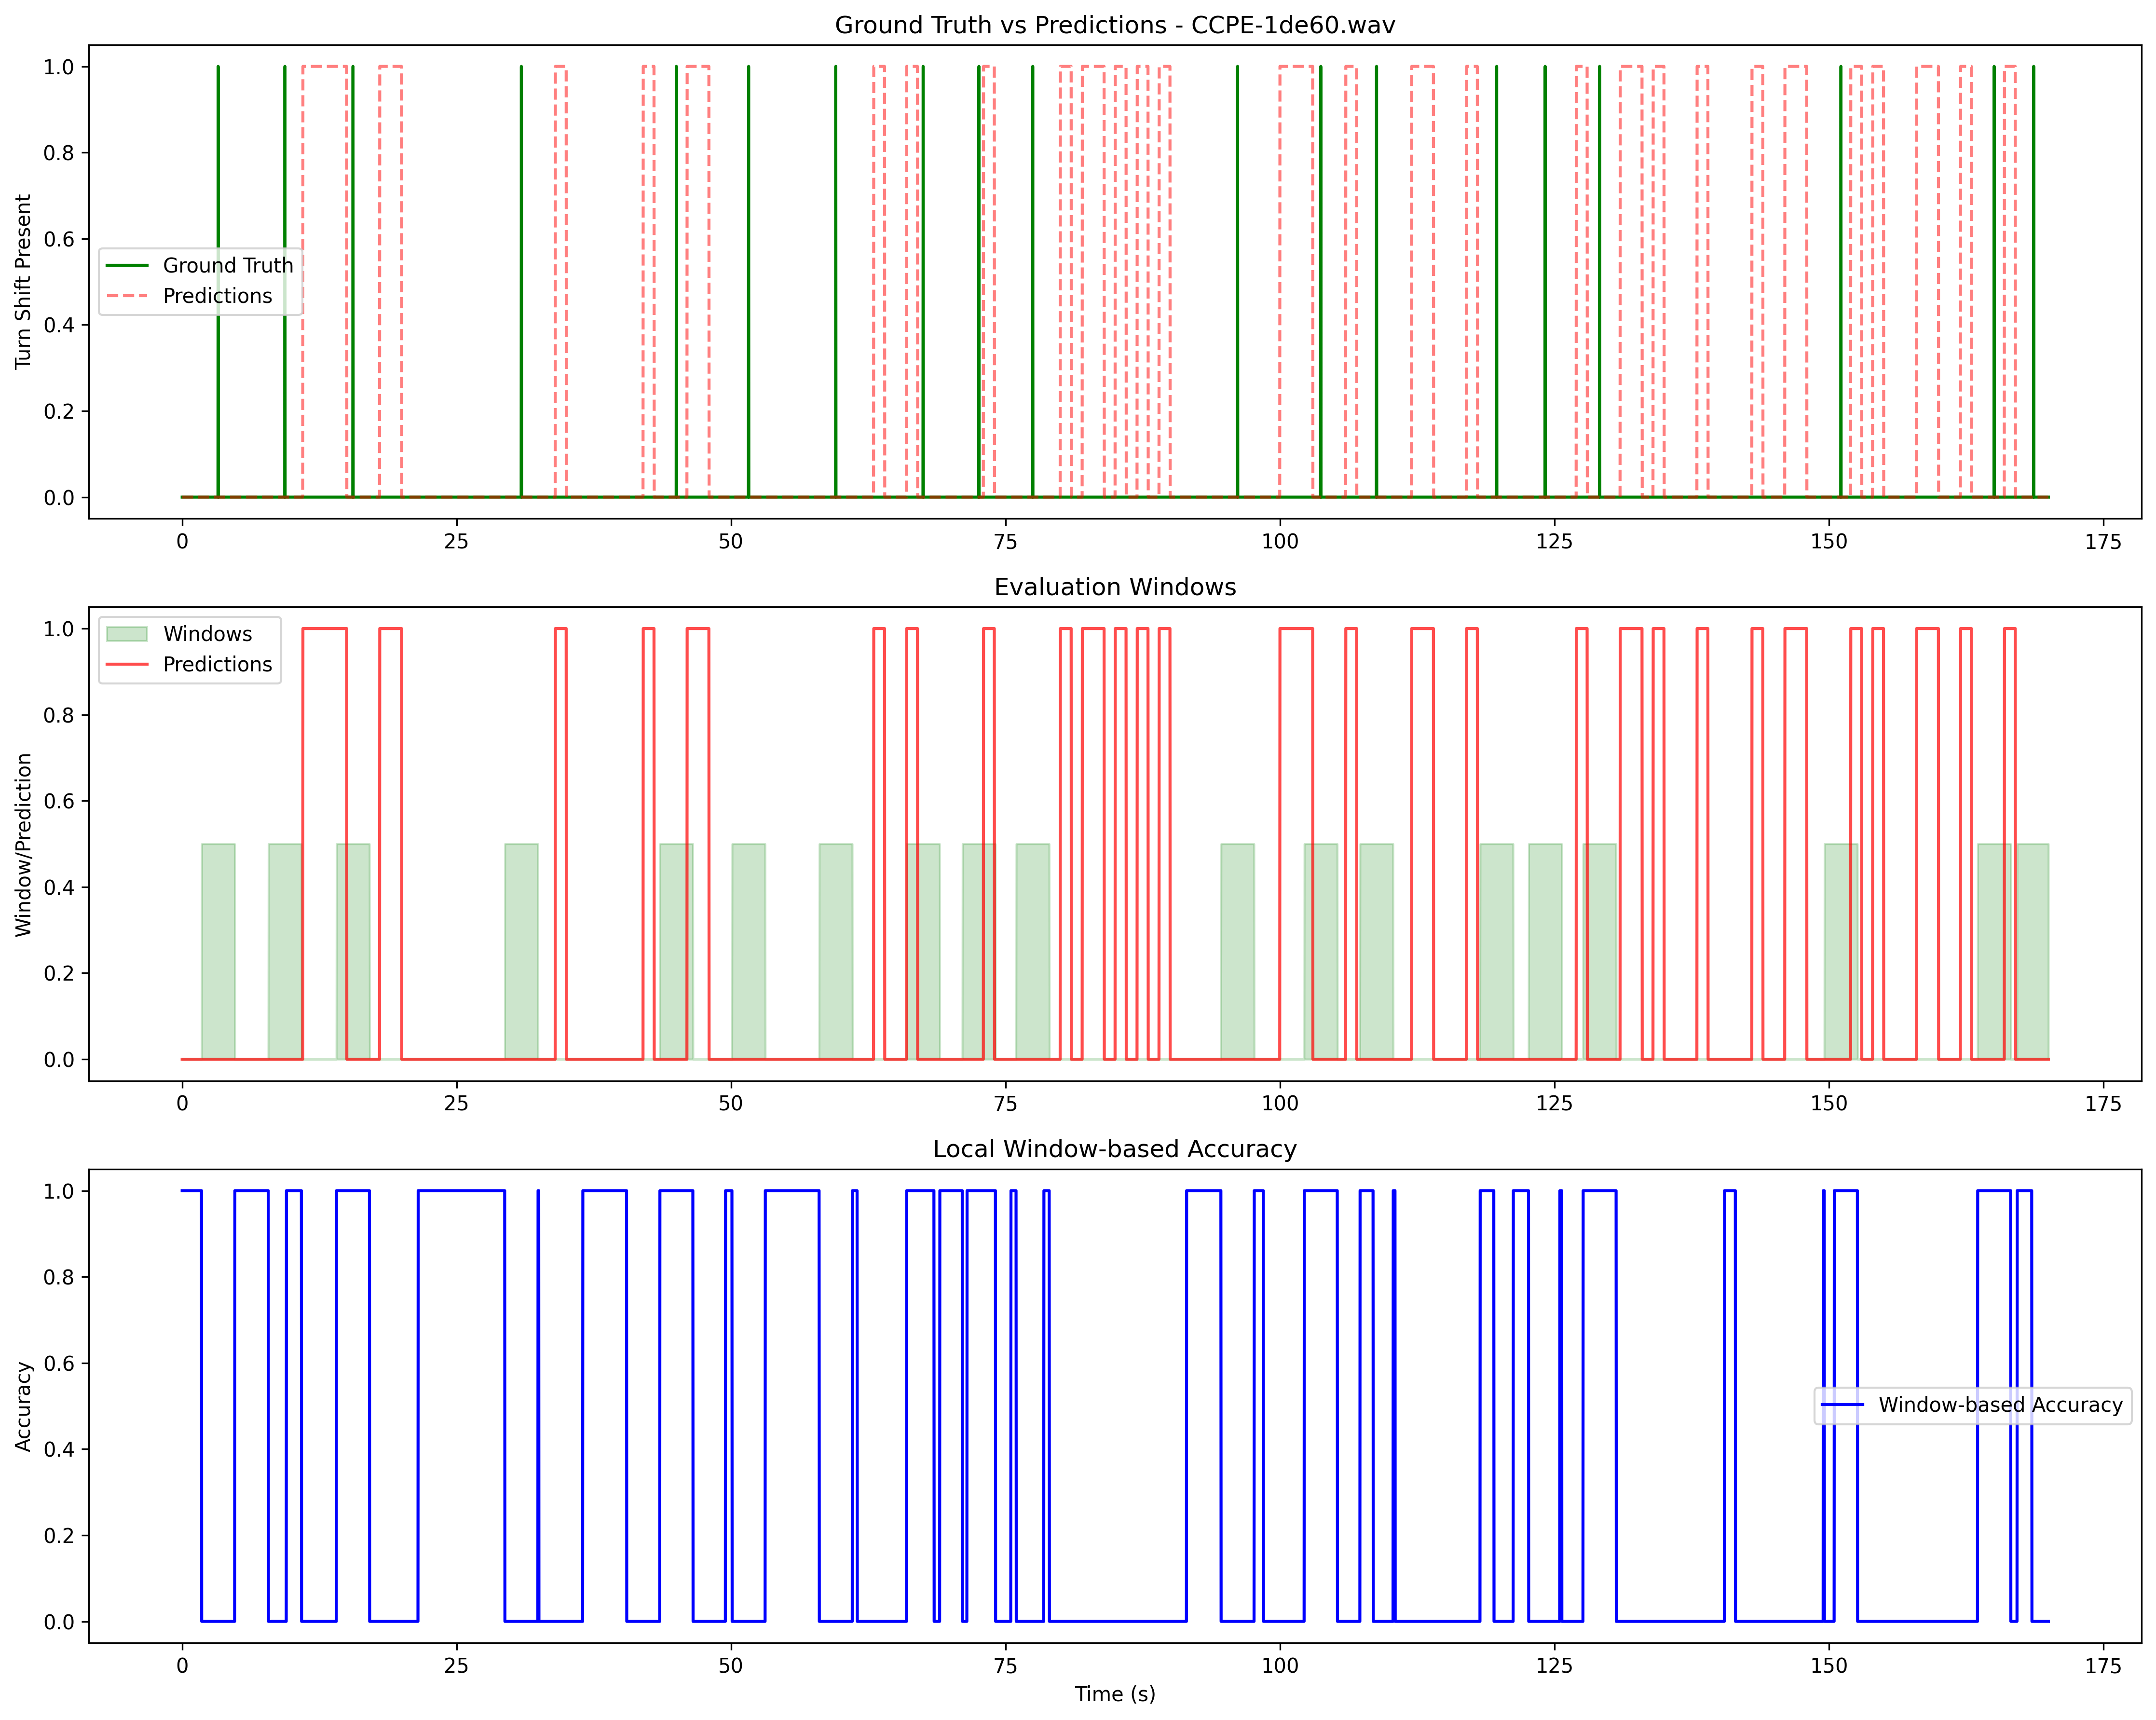 Ground Truth vs Predictions - CCPE-1de60.wav
1.0
0.8
0.6
0.4
0.2
0.0
Turn Shift Present
Ground Truth
Predictions
0 25 50 75 100 125 150 175
Evaluation Windows
1.0
0.8
0.6
0.4
0.2
0.0
Window/Prediction
Windows
Predictions
0 25 50 75 100 125 150 175
Local Window-based Accuracy
1.0
0.8
0.6
0.4
0.2
0.0
Accuracy
Window-based Accuracy
0 25 50 75 100 125 150 175
Time (s)